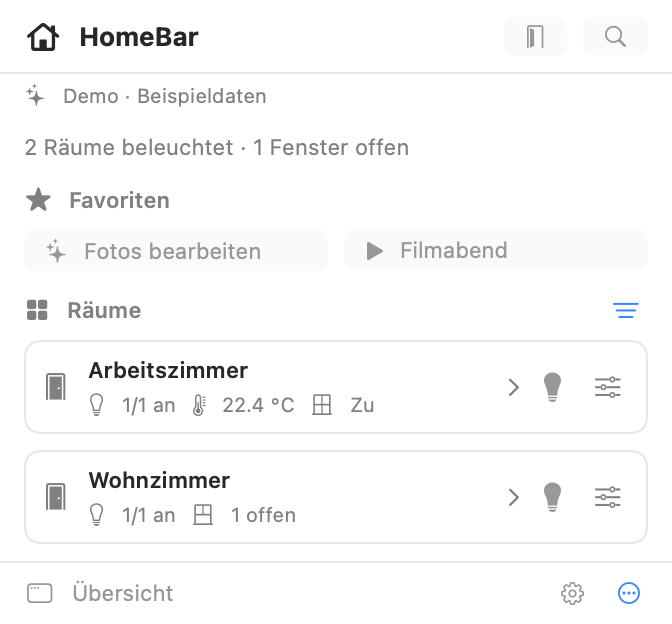 HomeBar
Demo · Beispieldaten
2 Räume beleuchtet · 1 Fenster offen
Favoriten
Fotos bearbeiten
Filmabend
Räume
Arbeitszimmer
1/1 an 22.4 °C Zu
Wohnzimmer
1/1 an 1 offen
Übersicht